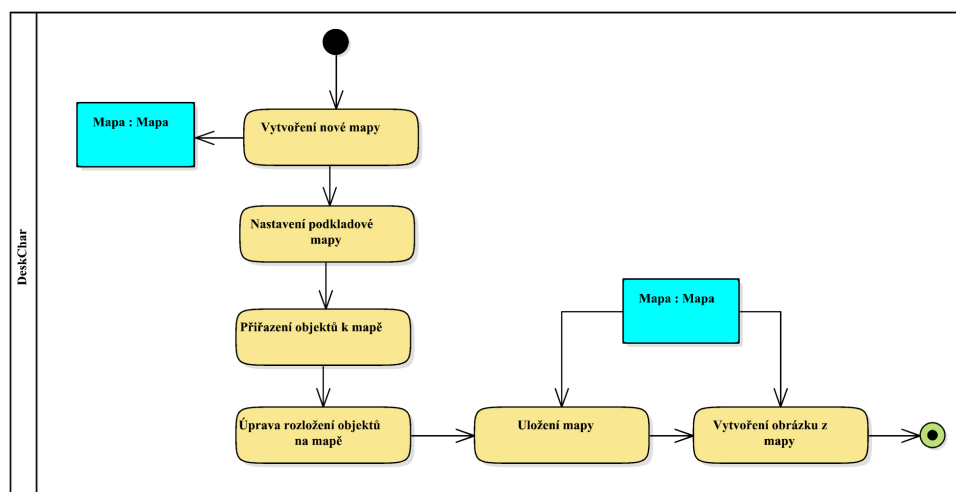 DeskChar
Mapa : Mapa
Vytvoření nové mapy
Nastavení podkladové
mapy
Přiřazení objektů k mapě
Úprava rozložení objektů
na mapě
Mapa : Mapa
Uložení mapy
Vytvoření obrázku z
mapy